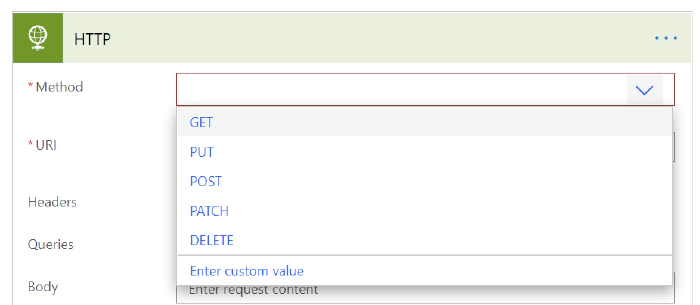 HTTP
* Method
GET
PUT
* URI
POST
Headers
PATCH
Queries
DELETE
Enter custom value
Body
Enter request content